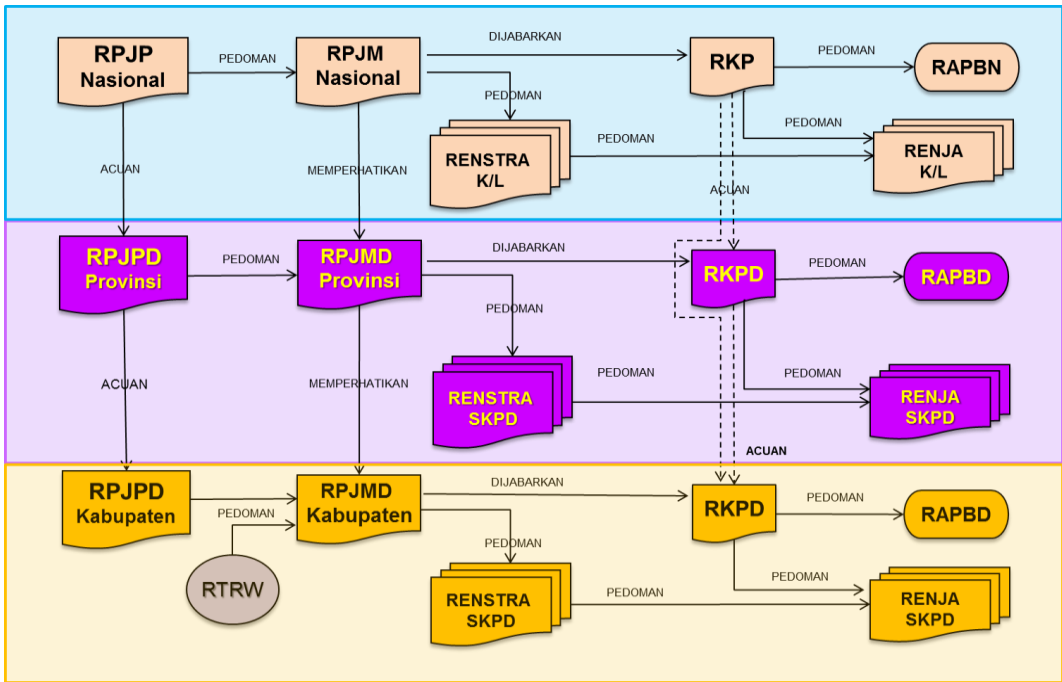 RPJP
Nasional
PEDOMAN
RPJM
Nasional
DIJABARKAN
RKP
PEDOMAN
RAPBN
PEDOMAN
RENSTRA
K/L
PEDOMAN
PEDOMAN
RENJA
K/L
ACUAN
MEMPERHATIKAN
ACUAN
RPJPD
Provinsi
PEDOMAN
RPJMD
Provinsi
DIJABARKAN
RKPD
PEDOMAN
RAPBD
PEDOMAN
RENSTRA
SKPD
PEDOMAN
PEDOMAN
RENJA
SKPD
ACUAN
MEMPERHATIKAN
ACUAN
RPJPD
Kabupaten
PEDOMAN
RPJMD
Kabupaten
DIJABARKAN
RKPD
PEDOMAN
RAPBD
RTRW
PEDOMAN
RENSTRA
SKPD
PEDOMAN
PEDOMAN
RENJA
SKPD